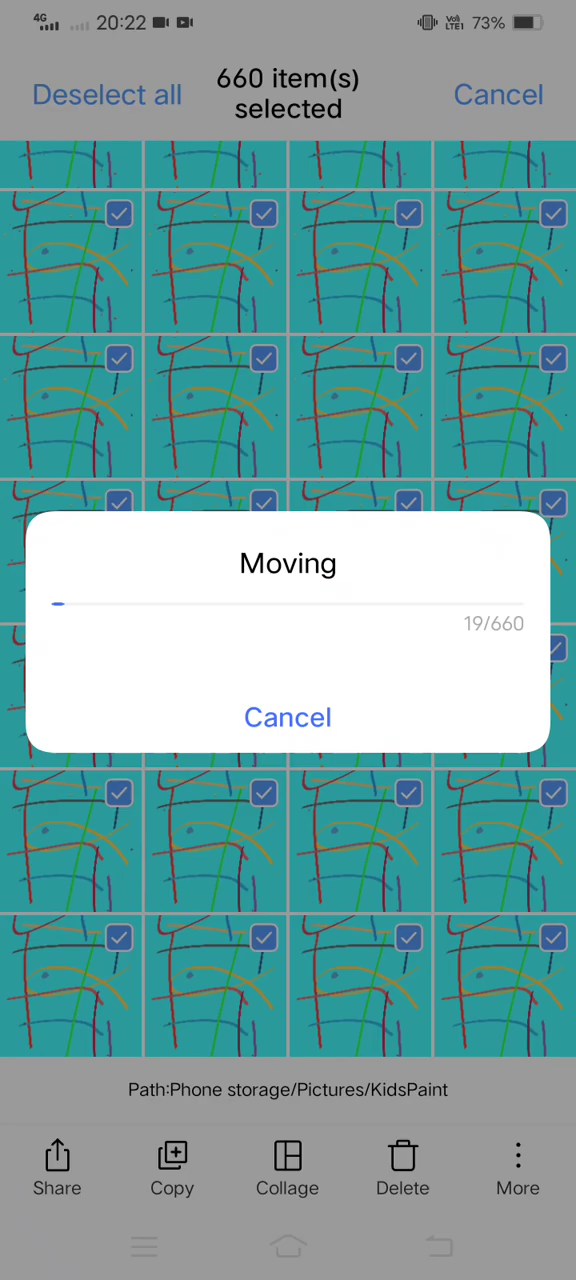 4G 20:22 VoLTE1 73%
Deselect all 660 item(s) selected Cancel
Moving
19/660
Cancel
Path:Phone storage/Pictures/KidsPaint
Share Copy Collage Delete More